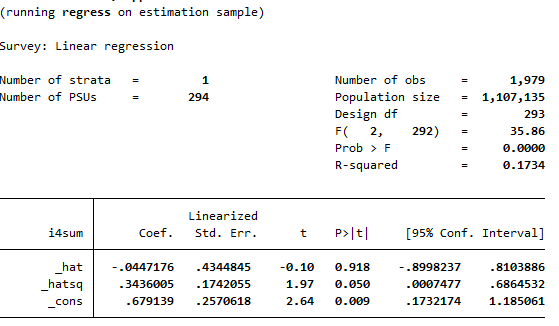 (running regress on estimation sample)
Survey: Linear regression
Number of strata = 1 Number of obs = 1,979
Number of PSUs = 294 Population size = 1,107,135
Design df = 293
F( 2, 292) = 35.86
Prob > F = 0.0000
R-squared = 0.1734
Linearized
i4sum Coef. Std. Err. t P>|t| [95% Conf. Interval]
_hat -.0447176 .4344845 -0.10 0.918 -.8998237 .8103886
_hatsq .3436005 .1742055 1.97 0.050 .0007477 .6864532
_cons .679139 .2570618 2.64 0.009 .1732174 1.185061